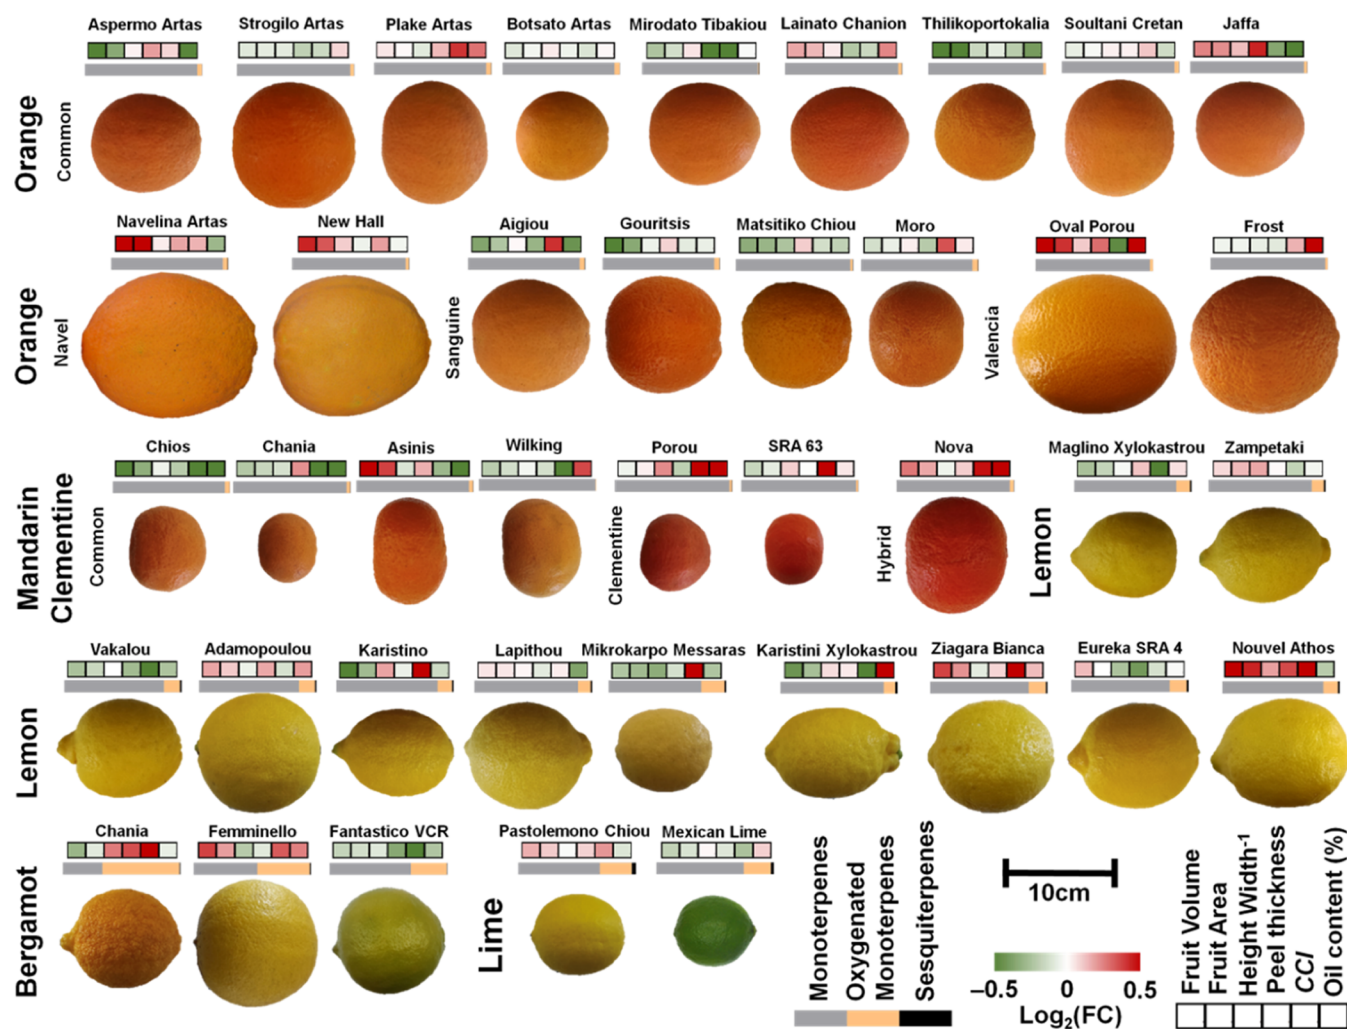 Aspermo Artas
Strogilo Artas
Plake Artas
Botsato Artas
Mirodato Tibakiou
Lainato Chanion
Thilikoportokalia
Soultani Cretan
Jaffa
Orange
Common
Navelina Artas
New Hall
Aigiou
Gouritsis
Matsitiko Chiou
Moro
Oval Porou
Frost
Orange
Navel
Sanguine
Valencia
Chios
Chania
Asinis
Wilking
Porou
SRA 63
Nova
Maglino Xylokastrou
Zampetaki
Mandarin
Clementine
Common
Clementine
Hybrid
Lemon
Vakalou
Adamopoulou
Karistino
Lapithou
Mikrokarpo Messaras
Karistini Xylokastrou
Ziagara Bianca
Eureka SRA 4
Nouvel Athos
Lemon
Chania
Femminello
Fantastico VCR
Pastolemono Chiou
Mexican Lime
Bergamot
Lime
Monoterpenes
Oxygenated
Monoterpenes
Sesquiterpenes
10cm
–0.5 0 0.5
Log2(FC)
Fruit Volume
Fruit Area
Height Width⁻¹
Peel thickness
CCI
Oil content (%)